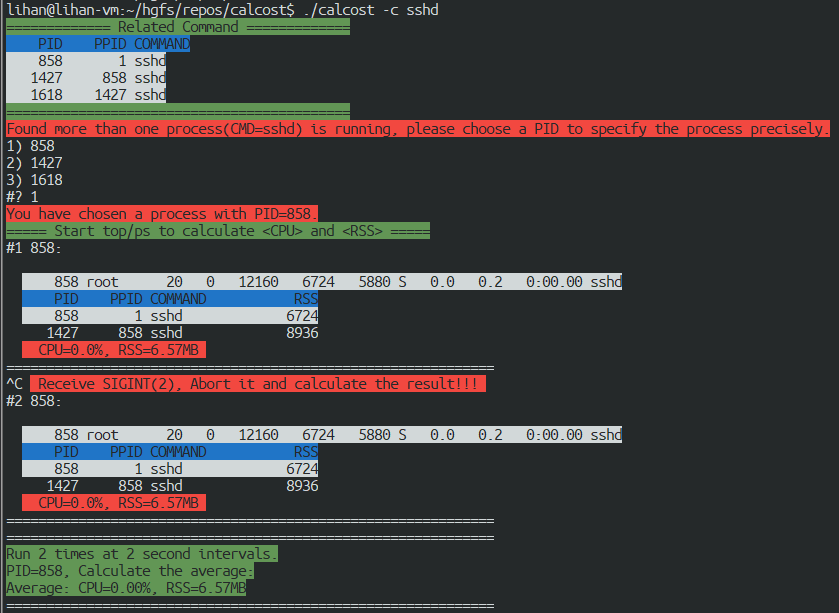 lihan@lihan-vm:~/hgfs/repos/calcost$ ./calcost -c sshd
============= Related Command =============
    PID    PPID COMMAND
    858       1 sshd
   1427     858 sshd
   1618    1427 sshd
===========================================
Found more than one process(CMD=sshd) is running, please choose a PID to specify the process precisely.
1) 858
2) 1427
3) 1618
#? 1
You have chosen a process with PID=858.
===== Start top/ps to calculate <CPU> and <RSS> =====
#1 858:
    858 root      20   0   12160   6724   5880 S   0.0   0.2   0:00.00 sshd
    PID    PPID COMMAND           RSS
    858       1 sshd             6724
   1427     858 sshd             8936
  CPU=0.0%, RSS=6.57MB
=============================================================
^C  Receive SIGINT(2), Abort it and calculate the result!!!
#2 858:
    858 root      20   0   12160   6724   5880 S   0.0   0.2   0:00.00 sshd
    PID    PPID COMMAND           RSS
    858       1 sshd             6724
   1427     858 sshd             8936
  CPU=0.0%, RSS=6.57MB
=============================================================
=============================================================
Run 2 times at 2 second intervals.
PID=858, Calculate the average:
Average: CPU=0.00%, RSS=6.57MB
=============================================================